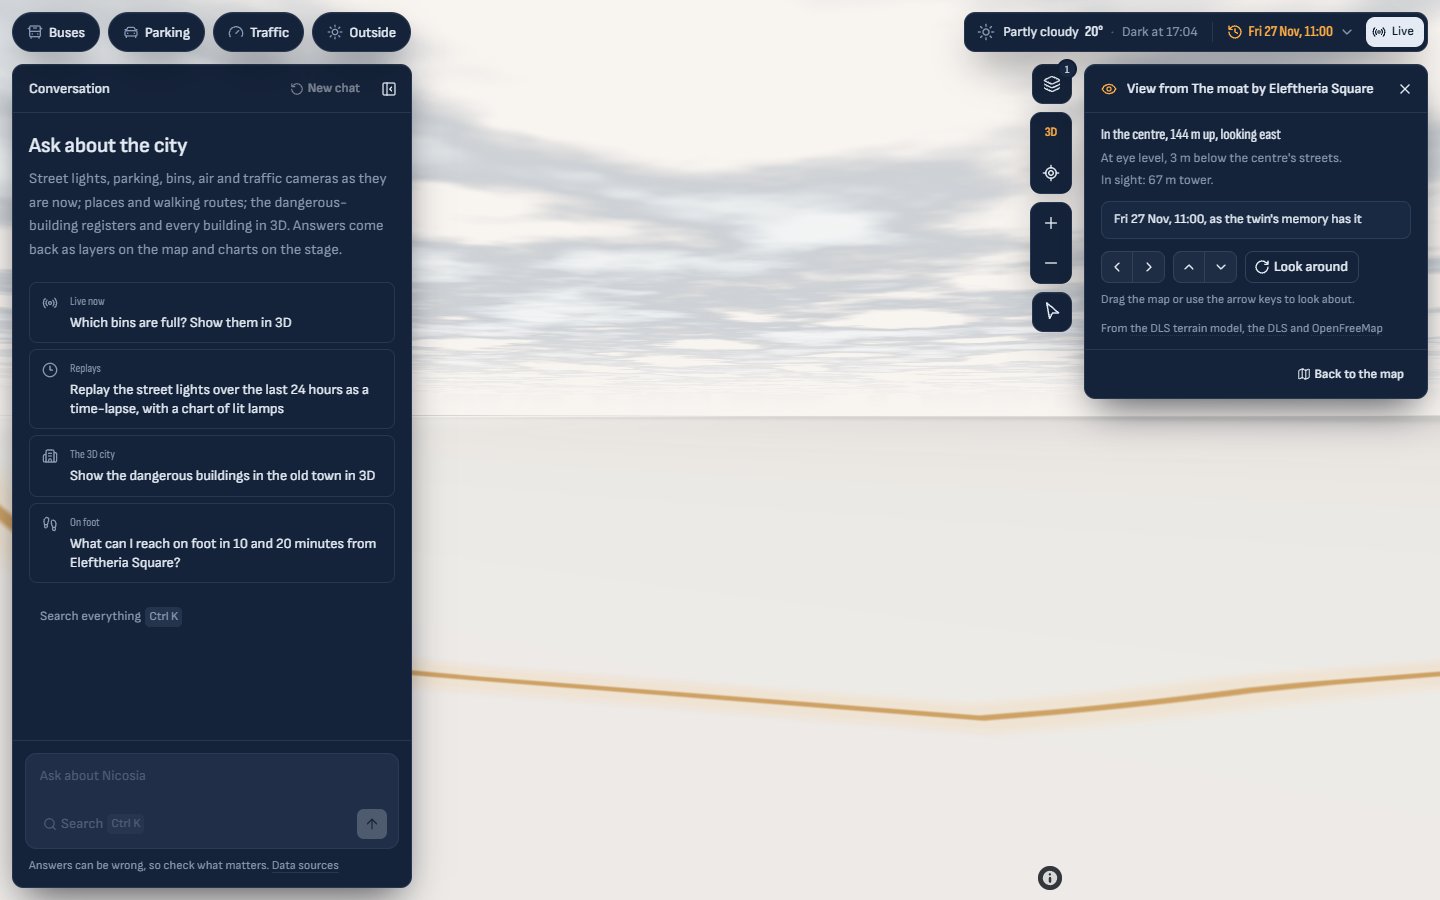 Buses
Parking
Traffic
Outside
Partly cloudy 20° · Dark at 17:04
Fri 27 Nov, 11:00
Live
Conversation
New chat
Ask about the city
Street lights, parking, bins, air and traffic cameras as they
are now; places and walking routes; the dangerous-
building registers and every building in 3D. Answers come
back as layers on the map and charts on the stage.
Live now
Which bins are full? Show them in 3D
Replays
Replay the street lights over the last 24 hours as a
time-lapse, with a chart of lit lamps
The 3D city
Show the dangerous buildings in the old town in 3D
On foot
What can I reach on foot in 10 and 20 minutes from
Eleftheria Square?
Search everything Ctrl K
Ask about Nicosia
Search Ctrl K
Answers can be wrong, so check what matters. Data sources
1
3D
View from The moat by Eleftheria Square
In the centre, 144 m up, looking east
At eye level, 3 m below the centre's streets.
In sight: 67 m tower.
Fri 27 Nov, 11:00, as the twin's memory has it
Look around
Drag the map or use the arrow keys to look about.
From the DLS terrain model, the DLS and OpenFreeMap
Back to the map